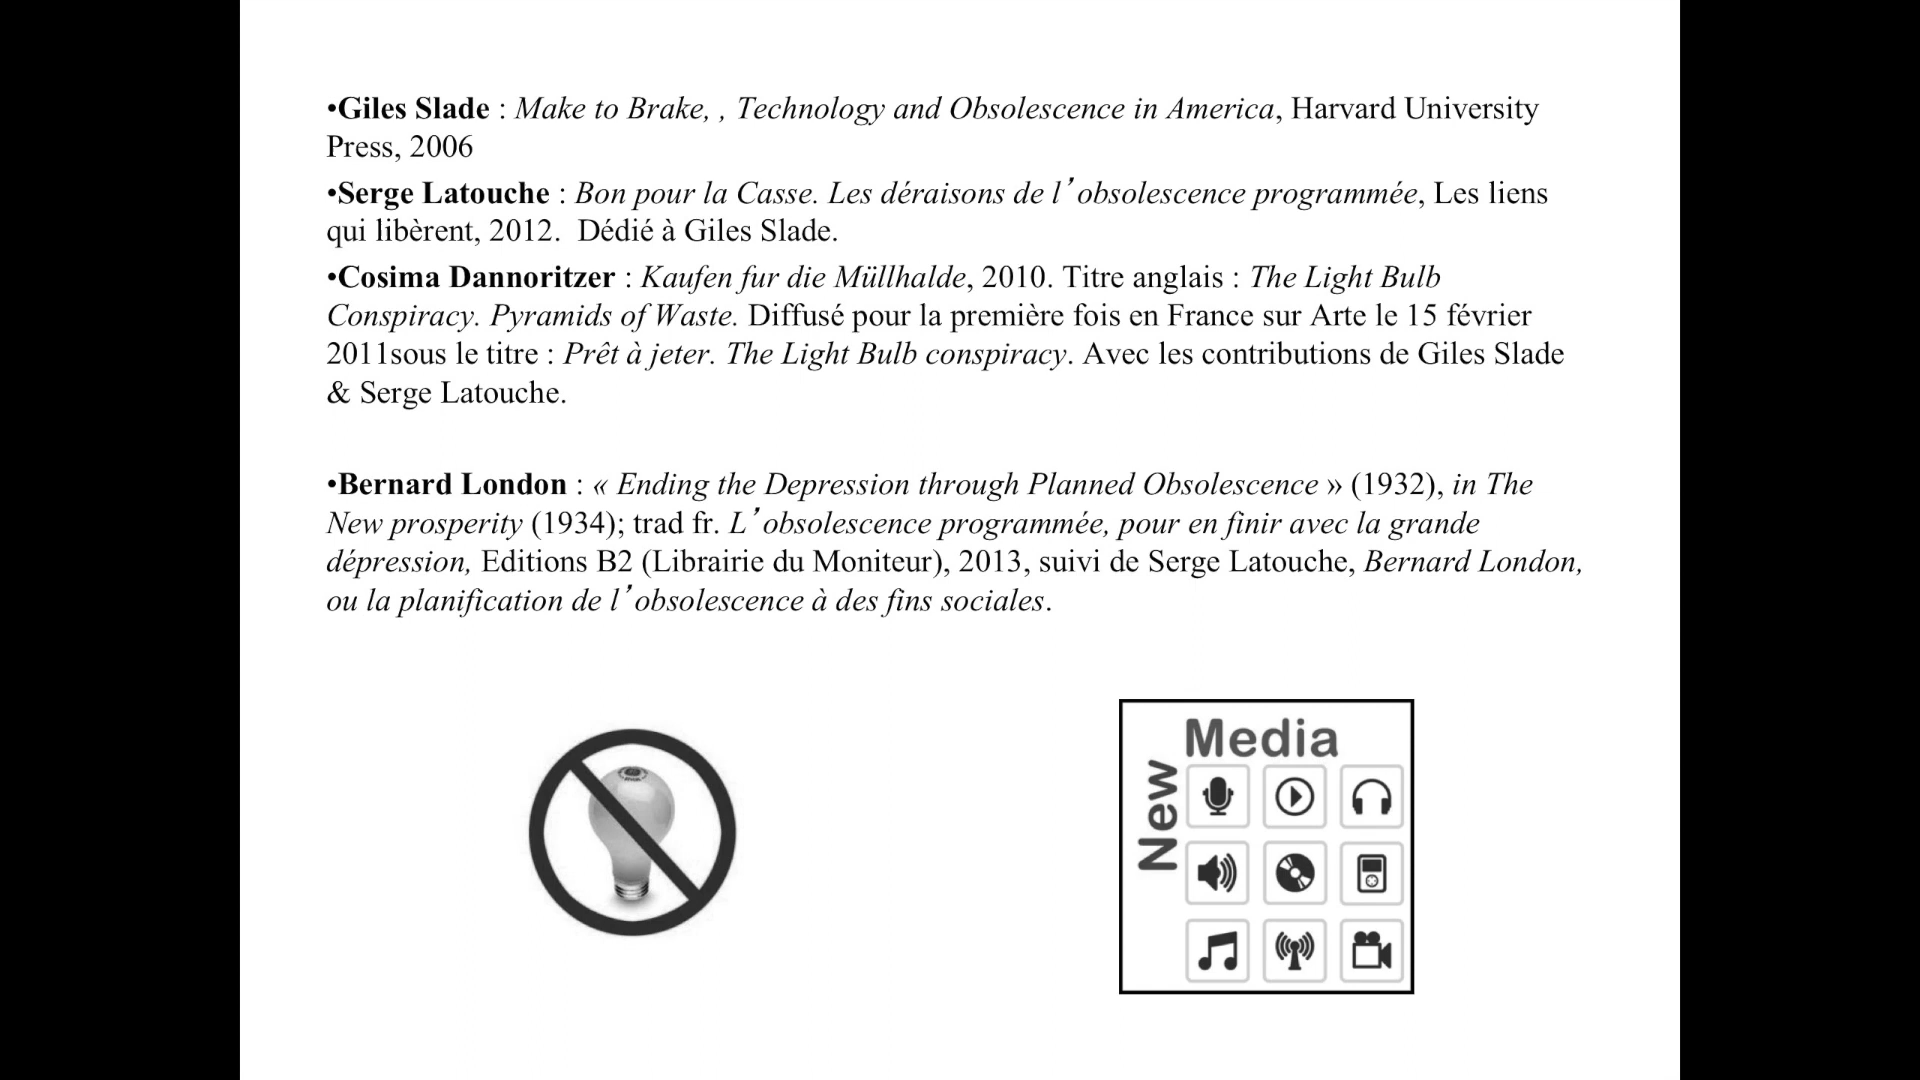 •Giles Slade : Make to Brake, , Technology and Obsolescence in America, Harvard University
Press, 2006
•Serge Latouche : Bon pour la Casse. Les déraisons de l’obsolescence programmée, Les liens
qui libèrent, 2012.  Dédié à Giles Slade.
•Cosima Dannoritzer : Kaufen fur die Müllhalde, 2010. Titre anglais : The Light Bulb
Conspiracy. Pyramids of Waste. Diffusé pour la première fois en France sur Arte le 15 février
2011sous le titre : Prêt à jeter. The Light Bulb conspiracy. Avec les contributions de Giles Slade
& Serge Latouche.
•Bernard London : « Ending the Depression through Planned Obsolescence » (1932), in The
New prosperity (1934); trad fr. L’obsolescence programmée, pour en finir avec la grande
dépression, Editions B2 (Librairie du Moniteur), 2013, suivi de Serge Latouche, Bernard London,
ou la planification de l’obsolescence à des fins sociales.
New
Media